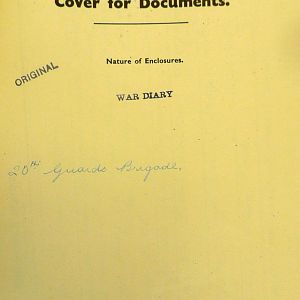 Cover for Documents.
ORIGINAL
Nature of Enclosures.
WAR DIARY
20th Guards Brigade,